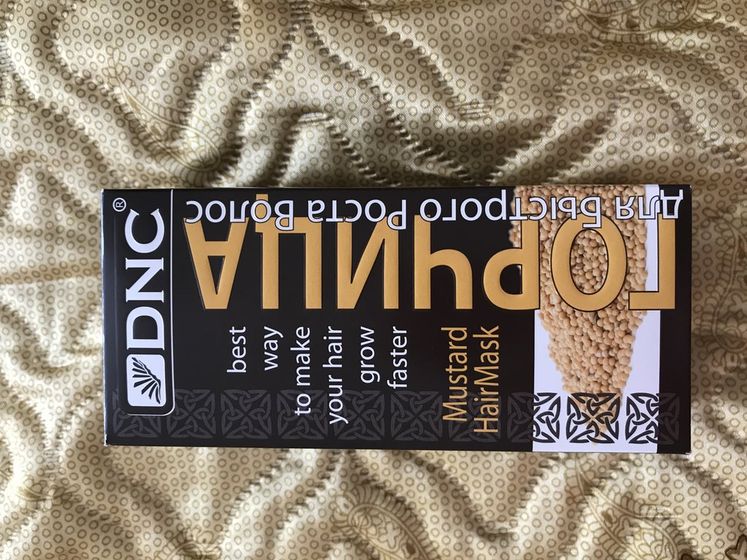 DNC®
best
way
to make
your hair
grow
faster
Mustard
HairMask
ГОРЧИЦА
для Быстрого Роста Волос